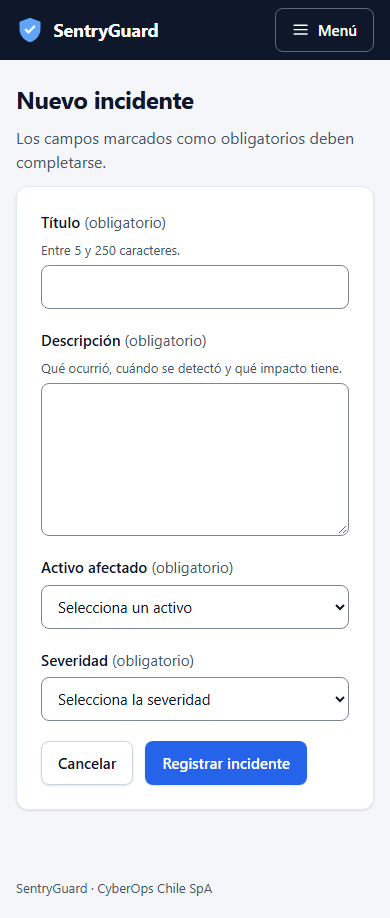 SentryGuard
Menú
Nuevo incidente
Los campos marcados como obligatorios deben
completarse.
Título (obligatorio)
Entre 5 y 250 caracteres.
Descripción (obligatorio)
Qué ocurrió, cuándo se detectó y qué impacto tiene.
Activo afectado (obligatorio)
Selecciona un activo
Severidad (obligatorio)
Selecciona la severidad
Cancelar
Registrar incidente
SentryGuard · CyberOps Chile SpA